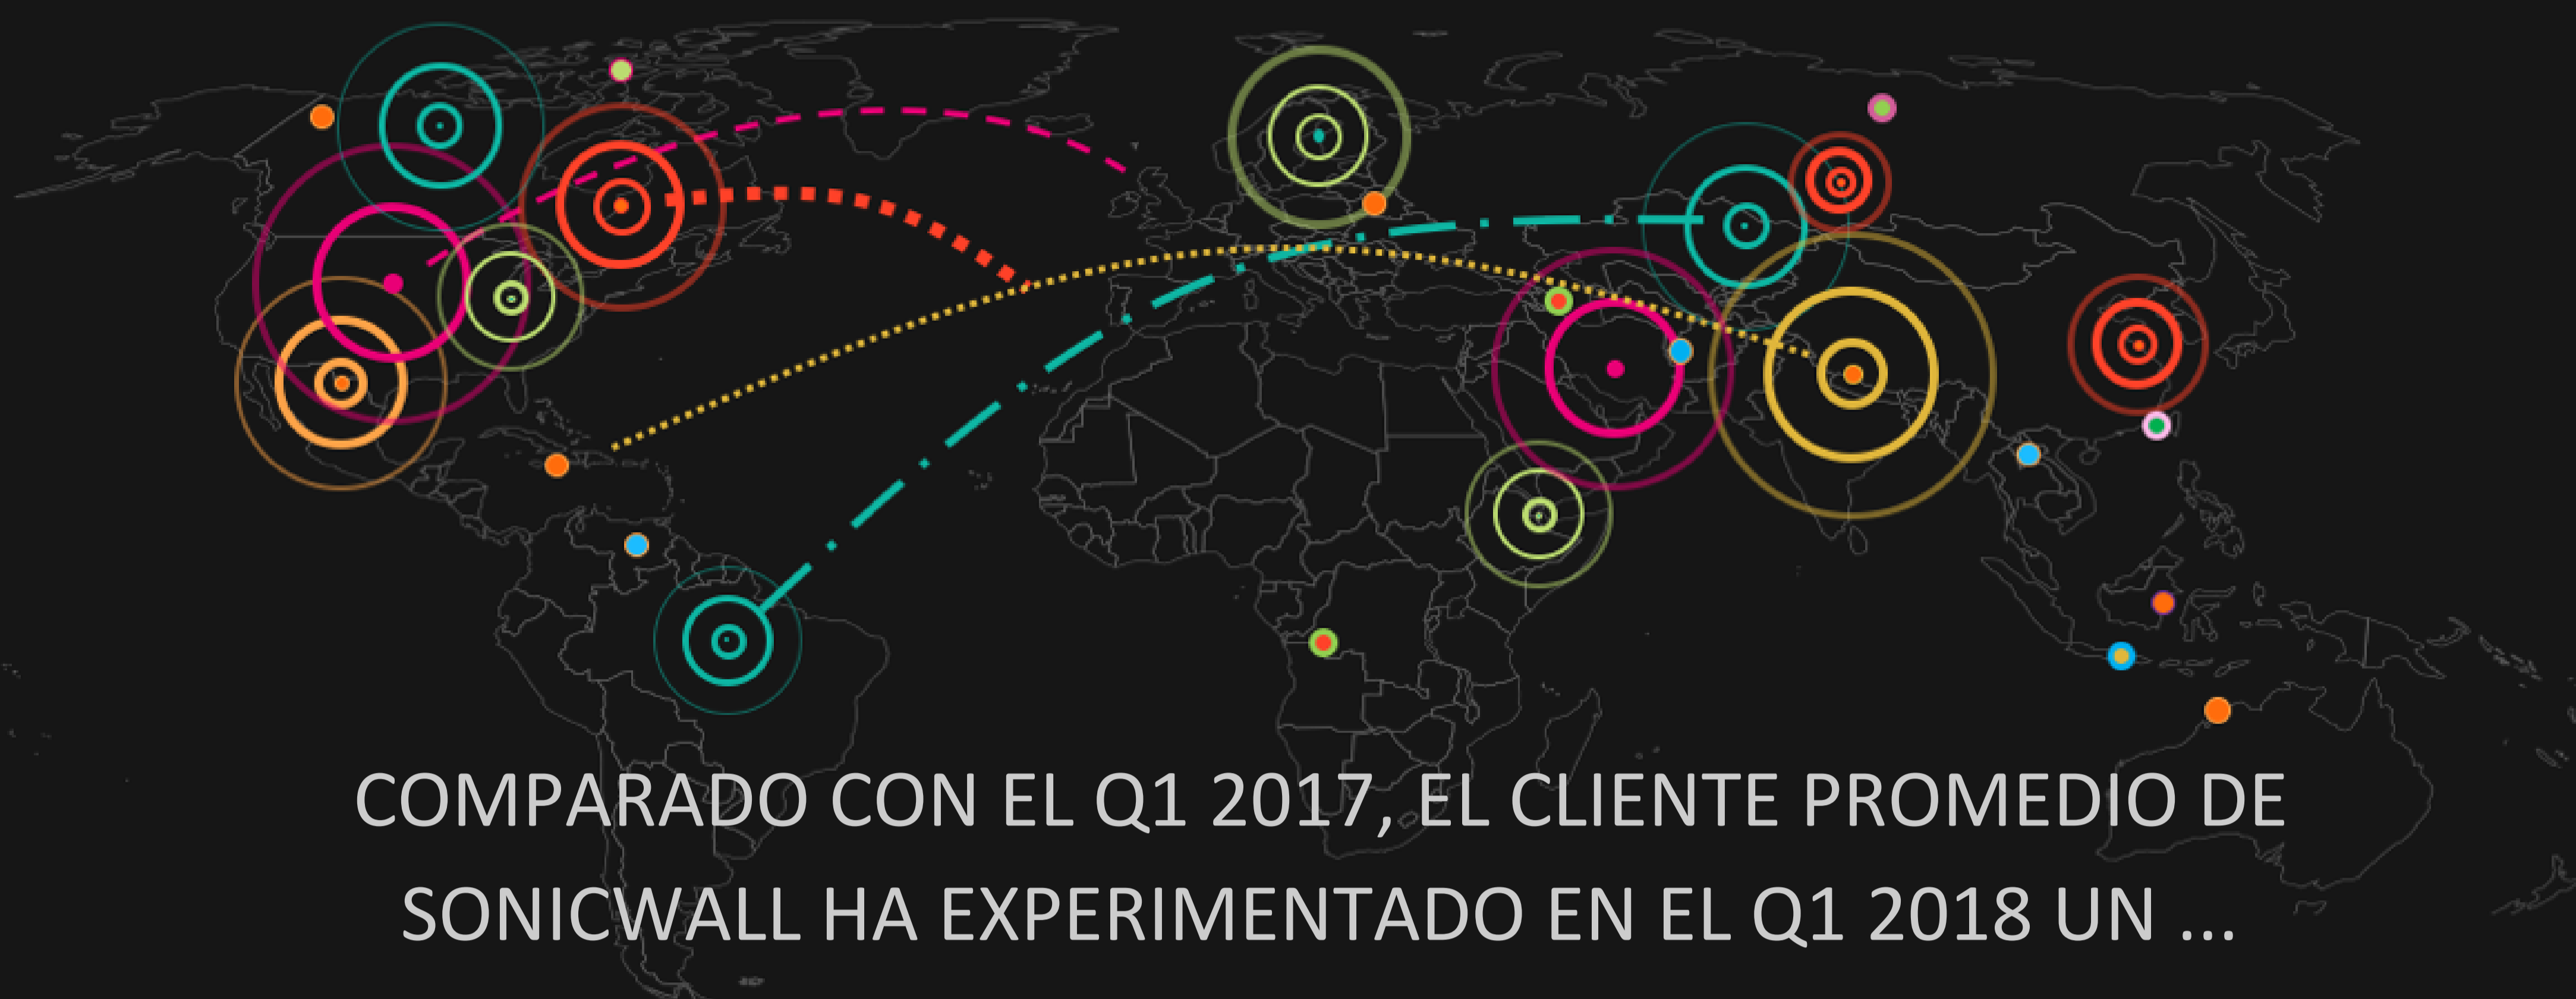 COMPARADO CON EL Q1 2017, EL CLIENTE PROMEDIO DE
SONICWALL HA EXPERIMENTADO EN EL Q1 2018 UN ...